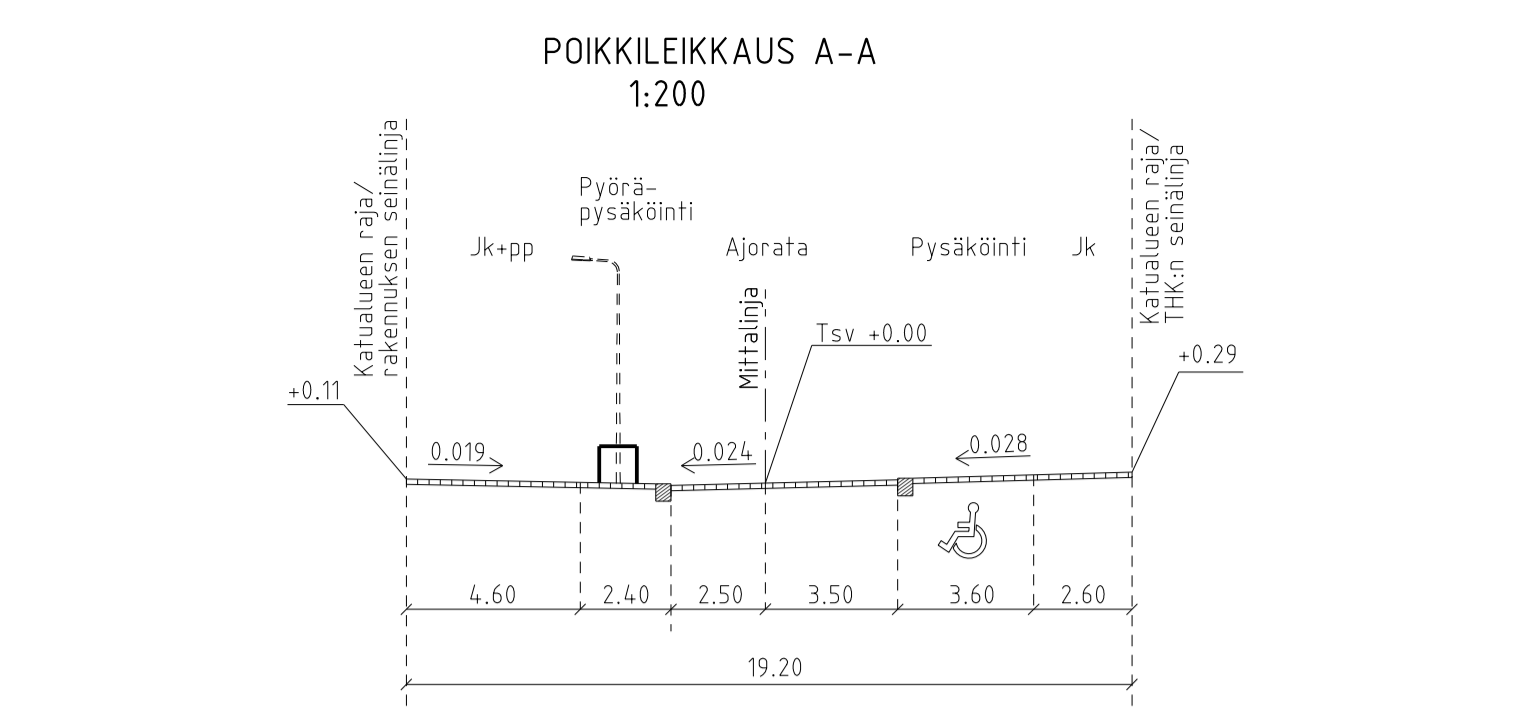 POIKKILEIKKAUS A-A
1:200
Katualueen raja/
rakennuksen seinälinja
Pyörä-
pysäköinti
Jk+pp
Ajorata
Pysäköinti
Jk
Katualueen raja/
THK:n seinälinja
Mittalinja
Tsv +0.00
+0.29
+0.11
0.019
0.024
0.028
4.60
2.40
2.50
3.50
3.60
2.60
19.20